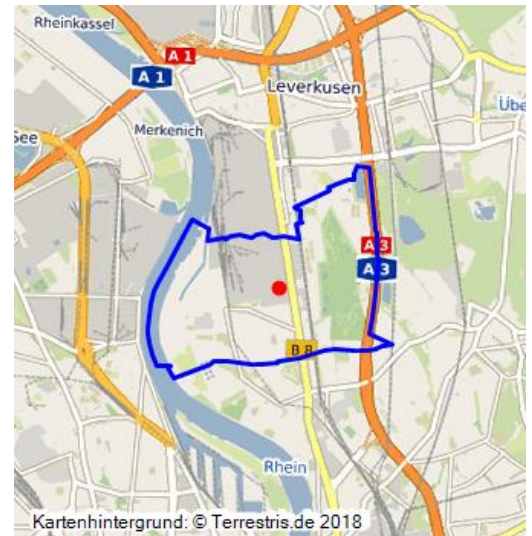 Rheinkassel
A 1
A 1
Leverkusen
Merkenich
See
Übe
A 3
A 3
B 8
Rhein
Kartenhintergrund: © Terrestris.de 2018